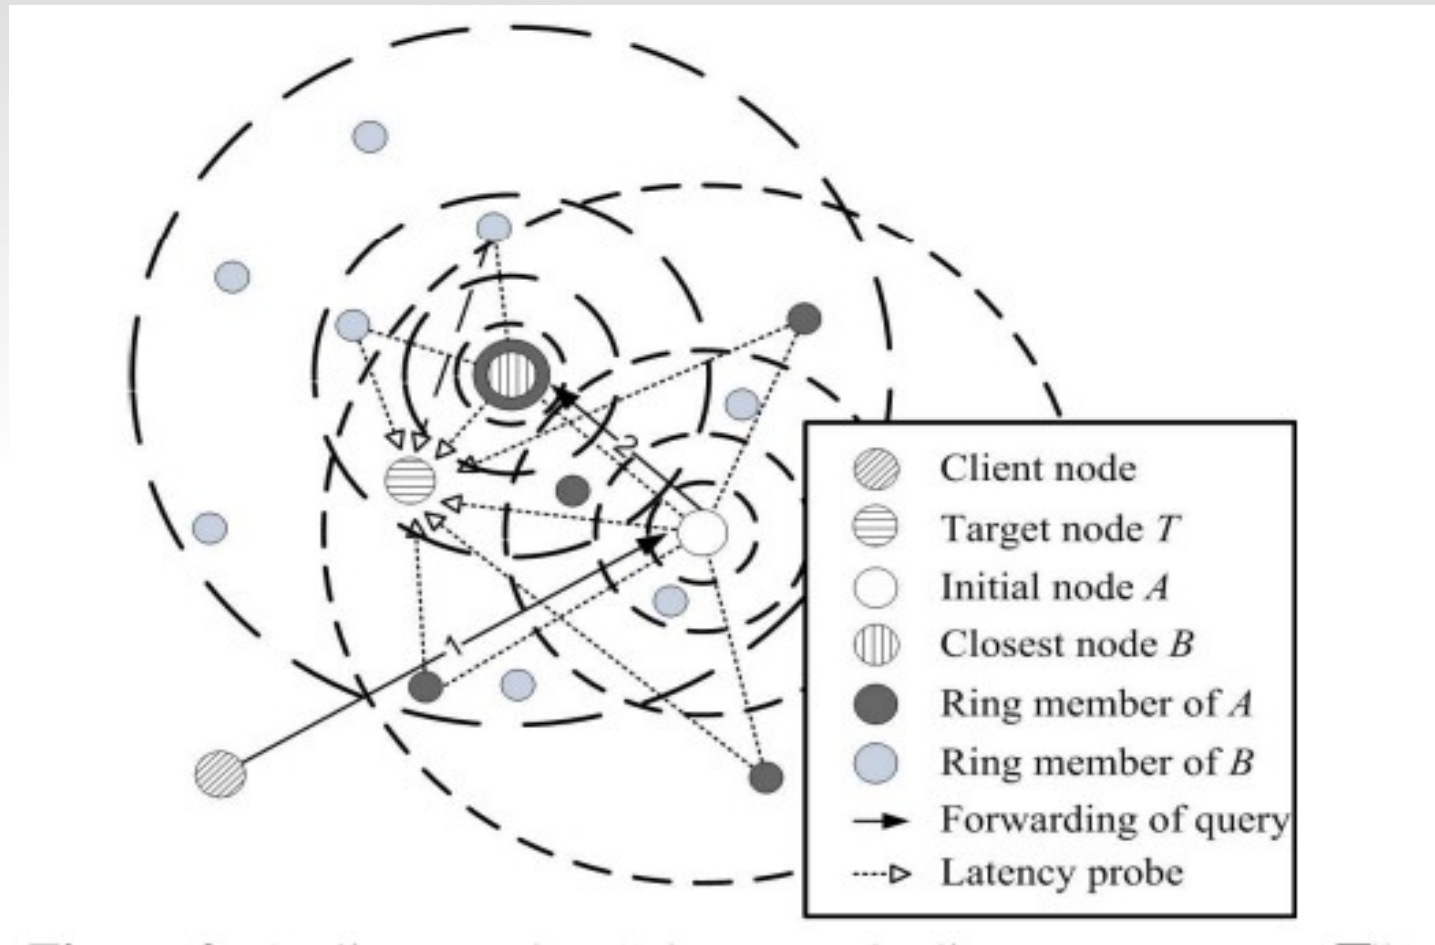 2
1
Client node
Target node T
Initial node A
Closest node B
Ring member of A
Ring member of B
Forwarding of query
Latency probe